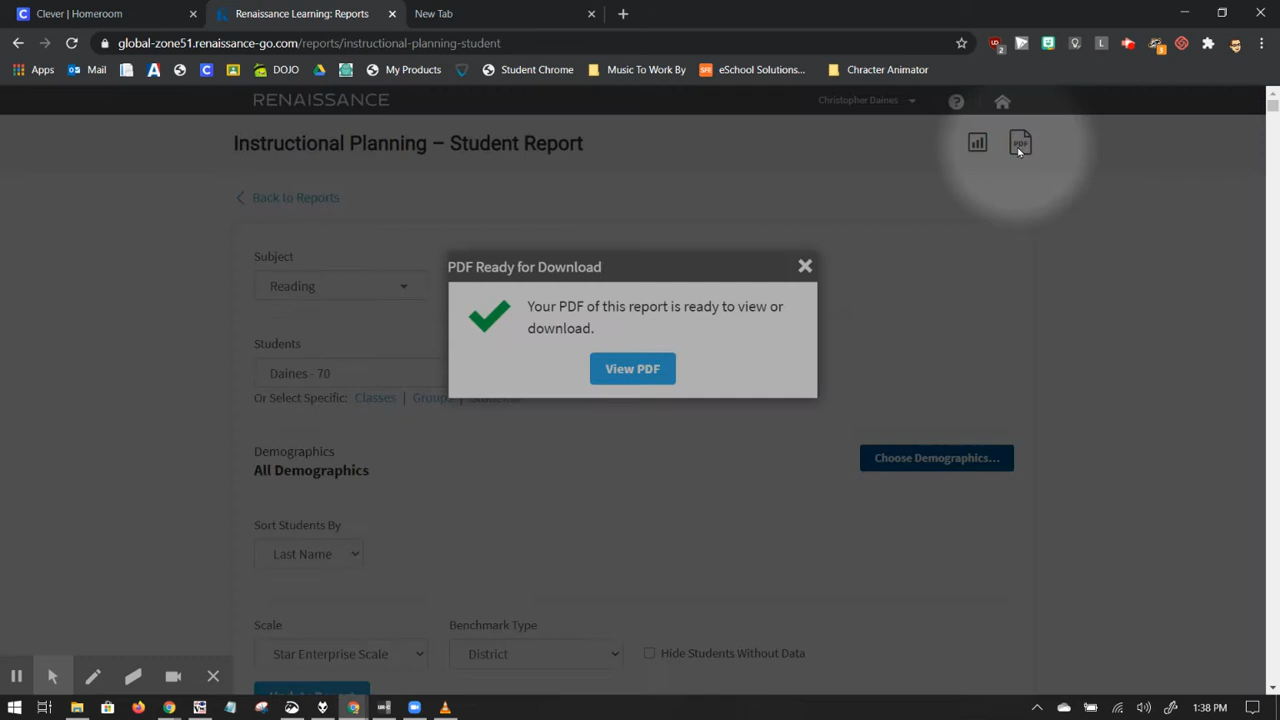 Clever | Homeroom
Renaissance Learning: Reports
New Tab
global-zone51.renaissance-go.com/reports/instructional-planning-student
Apps
Mail
DOJO
My Products
Student Chrome
Music To Work By
eSchool Solutions...
Chracter Animator
RENAISSANCE
Christopher Daines
Instructional Planning – Student Report
PDF
Back to Reports
Subject
Reading
PDF Ready for Download
Your PDF of this report is ready to view or
download.
View PDF
Students
Daines - 70
Or Select Specific: Classes | Groups | Students
Demographics
All Demographics
Choose Demographics...
Sort Students By
Last Name
Scale
Benchmark Type
Star Enterprise Scale
District
Hide Students Without Data
Update Report
1:38 PM